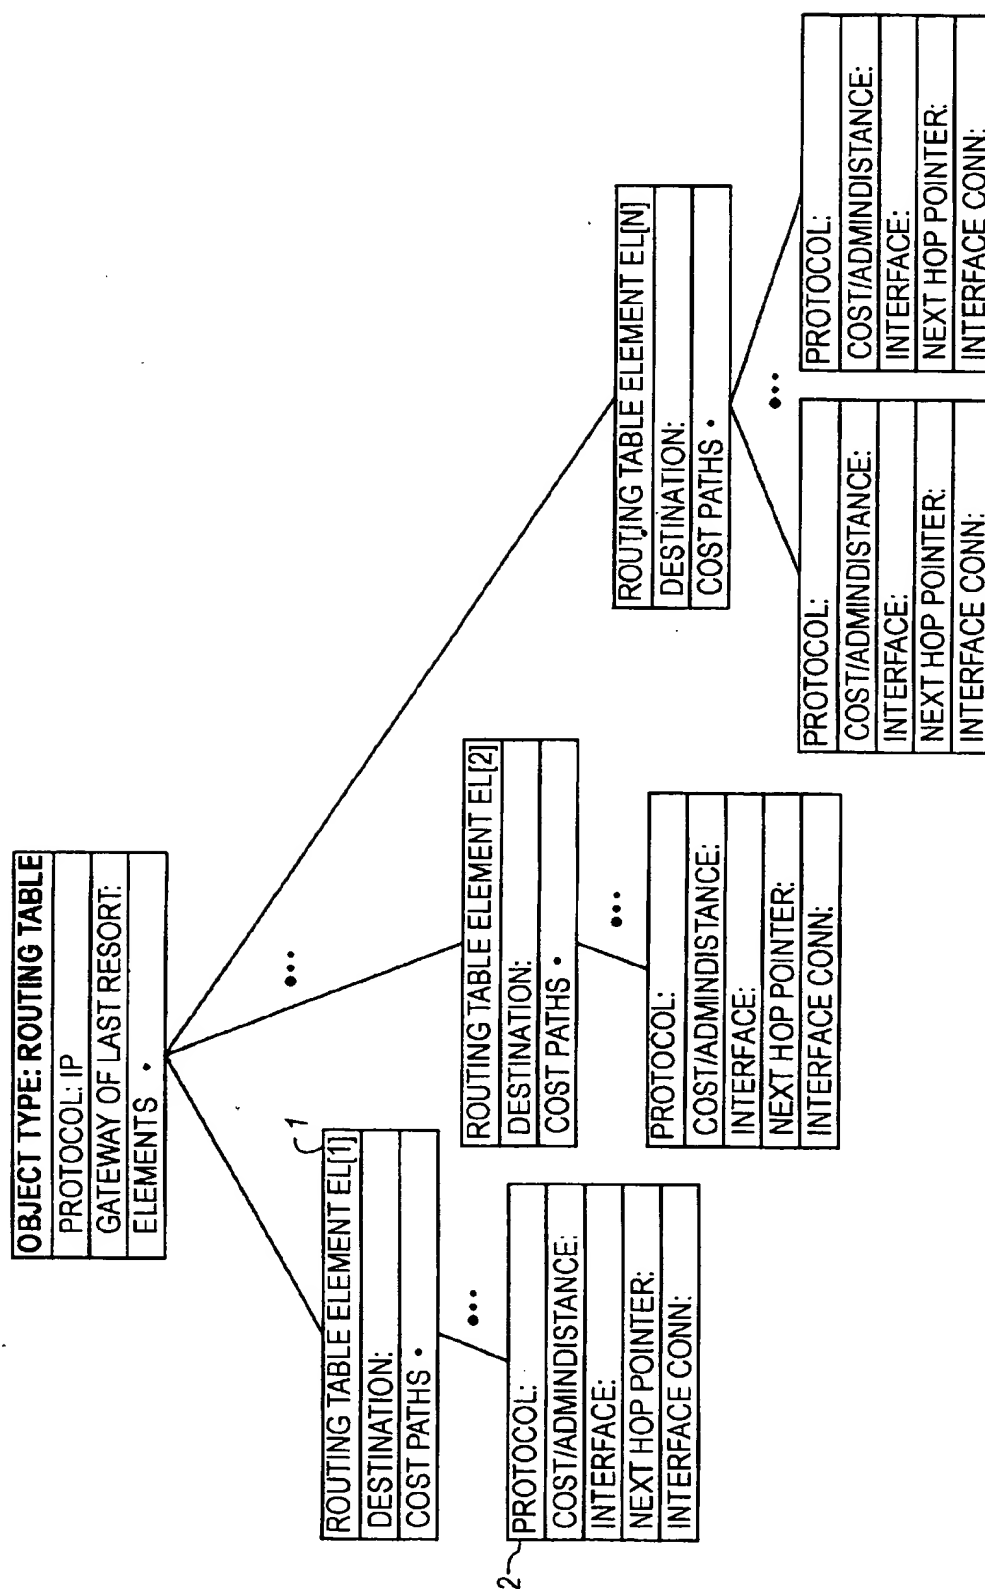 OBJECT TYPE: ROUTING TABLE
PROTOCOL: IP
GATEWAY OF LAST RESORT:
ELEMENTS
...
1
ROUTING TABLE ELEMENT EL[1]
DESTINATION:
COST PATHS
...
2
PROTOCOL:
COST/ADMINDISTANCE:
INTERFACE:
NEXT HOP POINTER:
INTERFACE CONN:
ROUTING TABLE ELEMENT EL[2]
DESTINATION:
COST PATHS
...
PROTOCOL:
COST/ADMINDISTANCE:
INTERFACE:
NEXT HOP POINTER:
INTERFACE CONN:
ROUTING TABLE ELEMENT EL[N]
DESTINATION:
COST PATHS
...
PROTOCOL:
COST/ADMINDISTANCE:
INTERFACE:
NEXT HOP POINTER:
INTERFACE CONN:
PROTOCOL:
COST/ADMINDISTANCE:
INTERFACE:
NEXT HOP POINTER:
INTERFACE CONN: